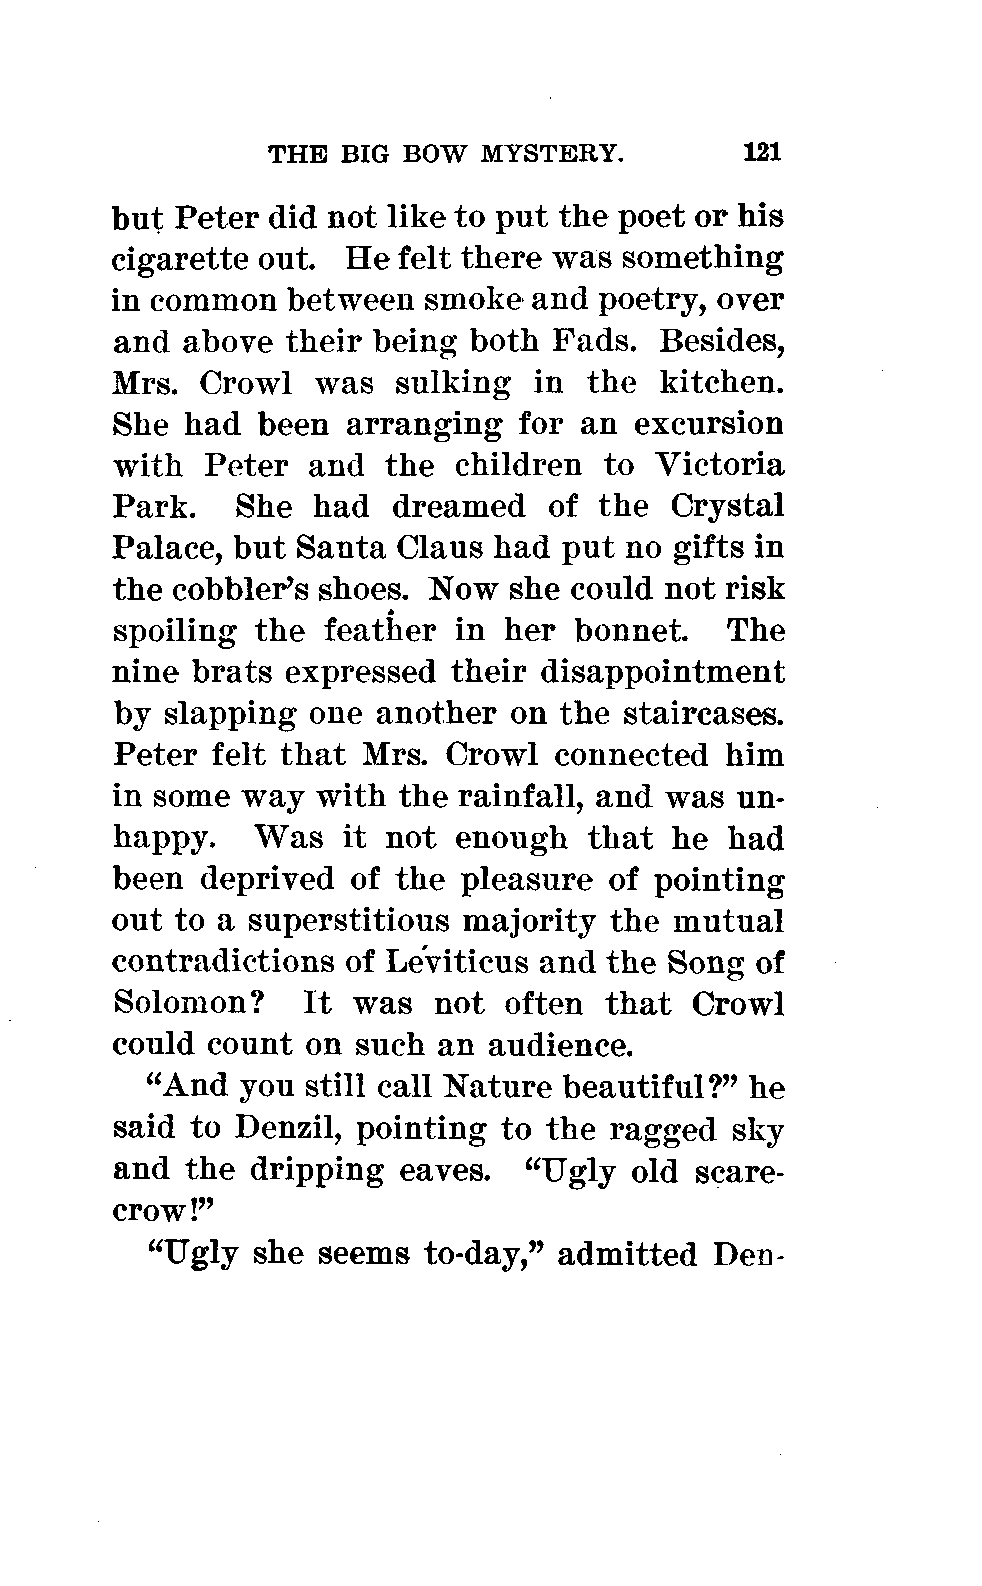 THE BIG BOW MYSTERY. 121
but Peter did not like to put the poet or his
cigarette out. He felt there was something
in common between smoke and poetry, over
and above their being both Fads. Besides,
Mrs. Crowl was sulking in the kitchen.
She had been arranging for an excursion
with Peter and the children to Victoria
Park. She had dreamed of the Crystal
Palace, but Santa Claus had put no gifts in
the cobbler's shoes. Now she could not risk
spoiling the feather in her bonnet. The
nine brats expressed their disappointment
by slapping one another on the staircases.
Peter felt that Mrs. Crowl connected him
in some way with the rainfall, and was un-
happy. Was it not enough that he had
been deprived of the pleasure of pointing
out to a superstitious majority the mutual
contradictions of Leviticus and the Song of
Solomon? It was not often that Crowl
could count on such an audience.
"And you still call Nature beautiful?" he
said to Denzil, pointing to the ragged sky
and the dripping eaves. "Ugly old scare-
crow!"
"Ugly she seems to-day," admitted Den-